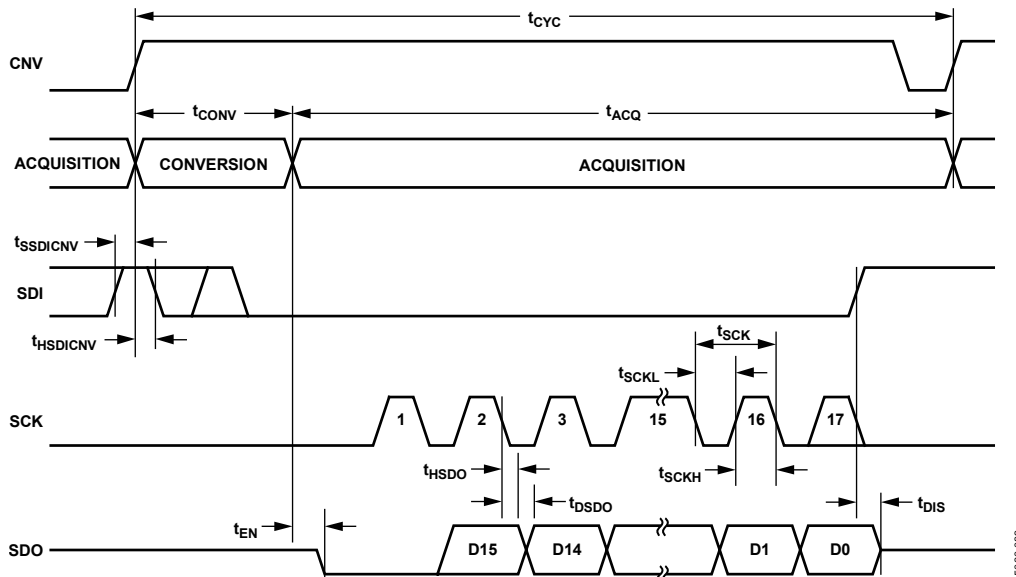 tCYC
CNV
tCONV
tACQ
ACQUISITION
CONVERSION
ACQUISITION
tSSDICNV
SDI
tHSDICNV
tSCK
tSCKL
SCK
1
2
3
15
16
17
tHSDO
tSCKH
tDSDO
tDIS
tEN
SDO
D15
D14
D1
D0